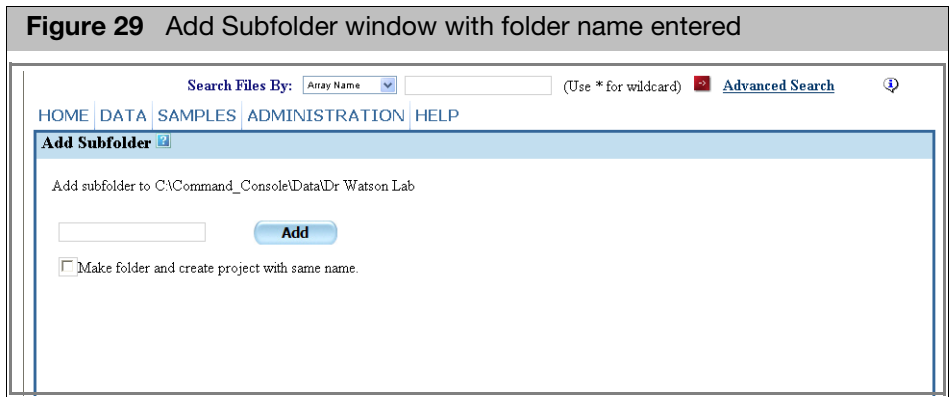 Figure 29 Add Subfolder window with folder name entered
Search Files By: Array Name (Use * for wildcard) Advanced Search
HOME DATA SAMPLES ADMINISTRATION HELP
Add Subfolder ?
Add subfolder to C:\Command_Console\Data\Dr Watson Lab
Add
Make folder and create project with same name.